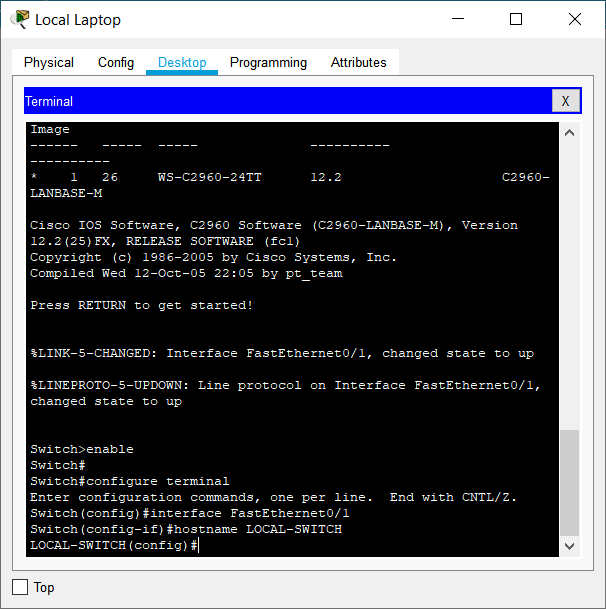 Local Laptop
Physical Config Desktop Programming Attributes
Terminal X
Image
------ ----- ----- ----------
----------
* 1 26 WS-C2960-24TT 12.2 C2960-
LANBASE-M
Cisco IOS Software, C2960 Software (C2960-LANBASE-M), Version
12.2(25)FX, RELEASE SOFTWARE (fc1)
Copyright (c) 1986-2005 by Cisco Systems, Inc.
Compiled Wed 12-Oct-05 22:05 by pt_team
Press RETURN to get started!
%LINK-5-CHANGED: Interface FastEthernet0/1, changed state to up
%LINEPROTO-5-UPDOWN: Line protocol on Interface FastEthernet0/1,
changed state to up
Switch>enable
Switch#
Switch#configure terminal
Enter configuration commands, one per line.  End with CNTL/Z.
Switch(config)#interface FastEthernet0/1
Switch(config-if)#hostname LOCAL-SWITCH
LOCAL-SWITCH(config)#
Top